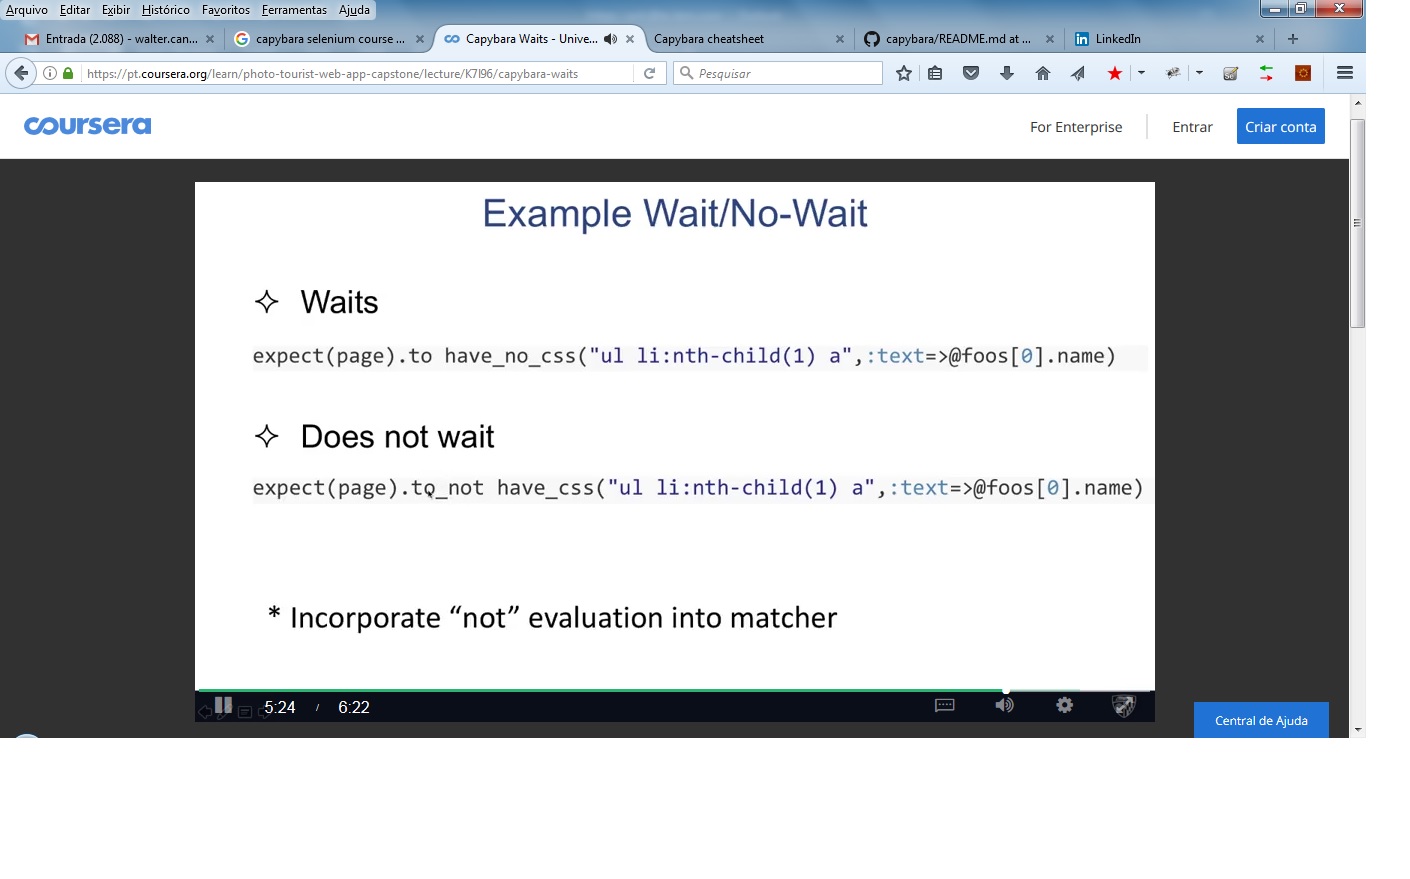 Arquivo Editar Exibir Histórico Favoritos Ferramentas Ajuda
Entrada (2.088) - walter.can... capybara selenium course ... Capybara Waits - Unive... Capybara cheatsheet capybara/README.md at ... LinkedIn
https://pt.coursera.org/learn/photo-tourist-web-app-capstone/lecture/K7I96/capybara-waits Pesquisar
coursera For Enterprise Entrar Criar conta
Example Wait/No-Wait
Waits
expect(page).to have_no_css("ul li:nth-child(1) a",:text=>@foos[0].name)
Does not wait
expect(page).to_not have_css("ul li:nth-child(1) a",:text=>@foos[0].name)
* Incorporate “not” evaluation into matcher
5:24 / 6:22
Central de Ajuda